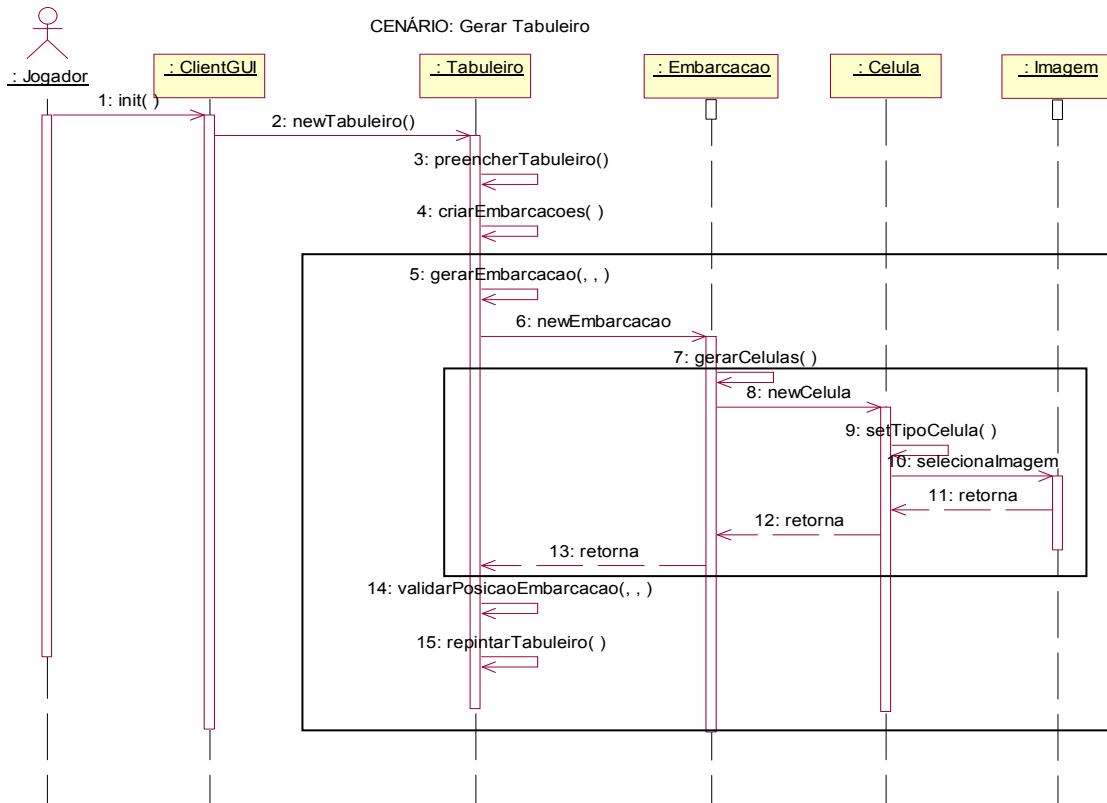 CENÁRIO: Gerar Tabuleiro
: Jogador
: ClientGUI
: Tabuleiro
: Embarcacao
: Celula
: Imagem
1: init( )
2: newTabuleiro()
3: preencherTabuleiro()
4: criarEmbarcacoes( )
5: gerarEmbarcacao(, , )
6: newEmbarcacao
7: gerarCelulas( )
8: newCelula
9: setTipoCelula( )
10: selecionaImagem
11: retorna
12: retorna
13: retorna
14: validarPosicaoEmbarcacao(, , )
15: repintarTabuleiro( )